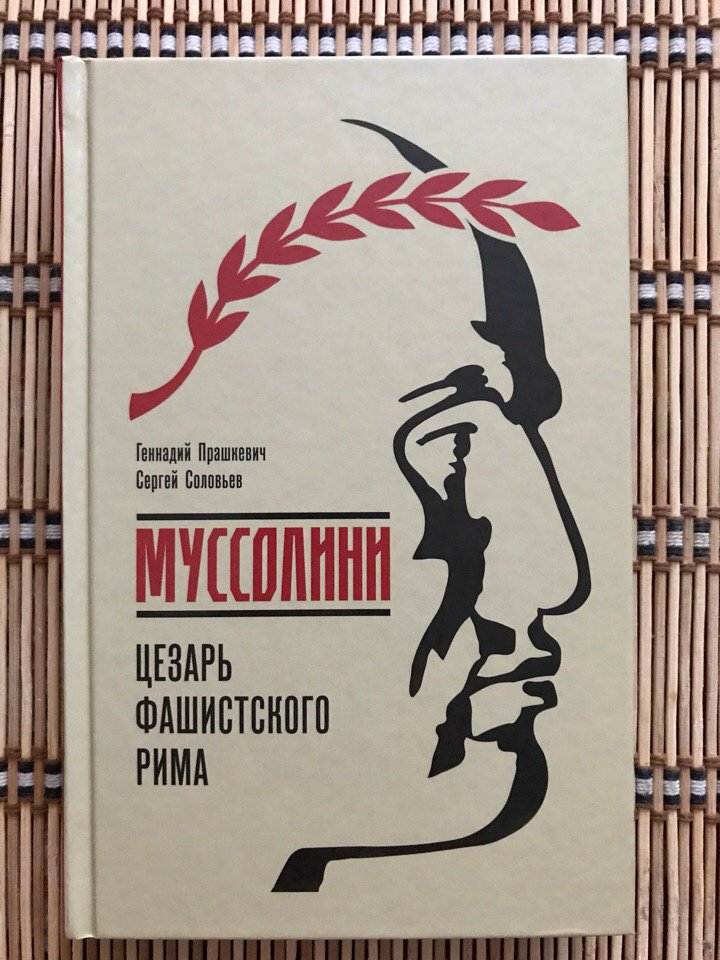 Геннадий Прашкевич
Сергей Соловьев
МУССОЛИНИ
ЦЕЗАРЬ
ФАШИСТСКОГО
РИМА